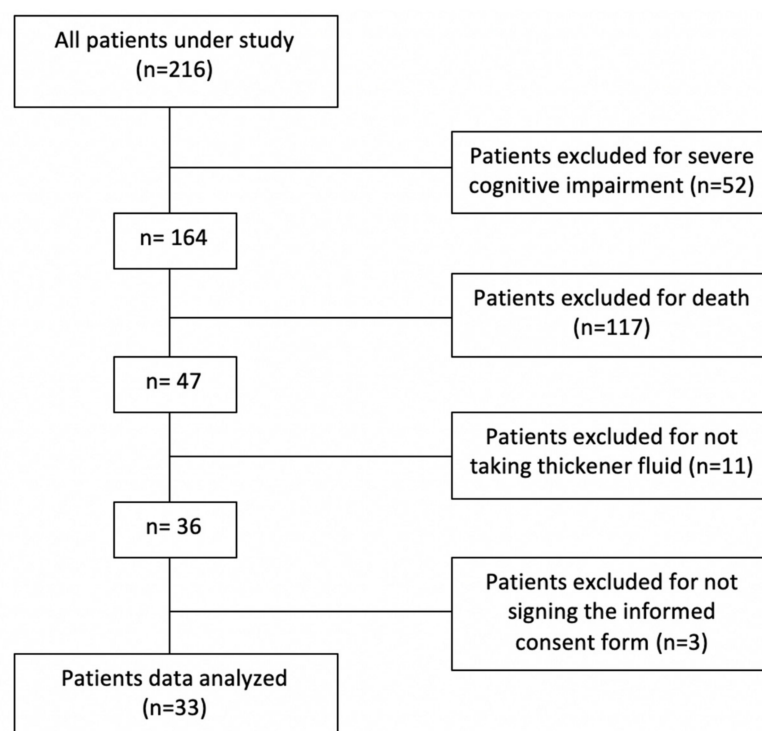 All patients under study
(n=216)
Patients excluded for severe
cognitive impairment (n=52)
n= 164
Patients excluded for death
(n=117)
n= 47
Patients excluded for not
taking thickener fluid (n=11)
n= 36
Patients excluded for not
signing the informed
consent form (n=3)
Patients data analyzed
(n=33)